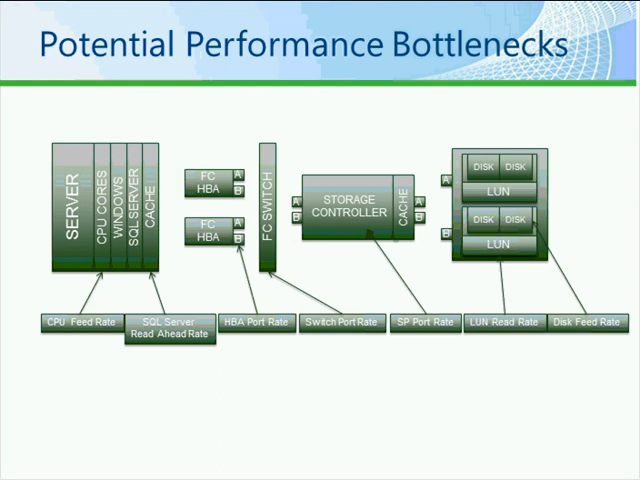 Potential Performance Bottlenecks
SERVER
CPU CORES
WINDOWS
SQL SERVER
CACHE
FC
HBA
A
B
FC
HBA
A
B
FC SWITCH
A
B
STORAGE
CONTROLLER
CACHE
A
B
A
B
DISK DISK
LUN
DISK DISK
LUN
CPU Feed Rate
SQL Server
Read Ahead Rate
HBA Port Rate
Switch Port Rate
SP Port Rate
LUN Read Rate
Disk Feed Rate